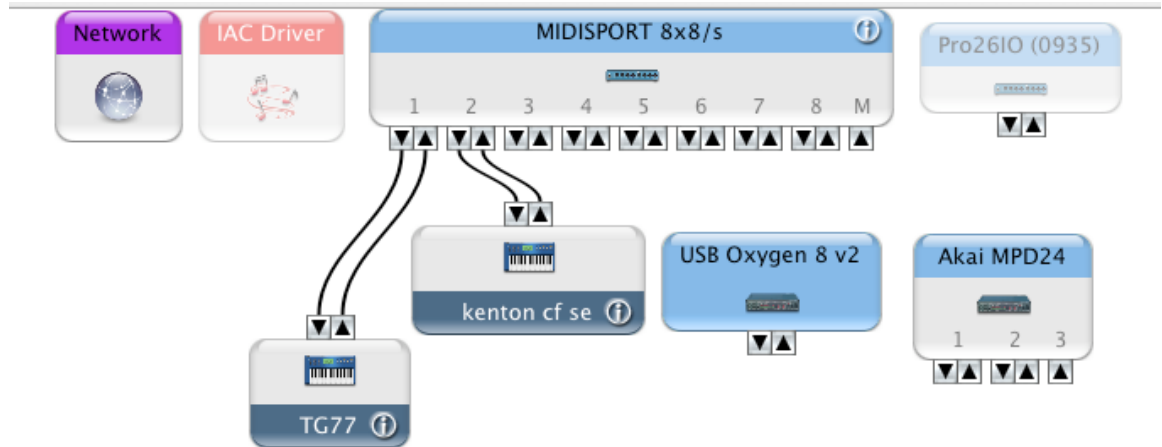 Network
IAC Driver
MIDISPORT 8x8/s
Pro26IO (0935)
1 2 3 4 5 6 7 8 M
kenton cf se
USB Oxygen 8 v2
Akai MPD24
1 2 3
TG77